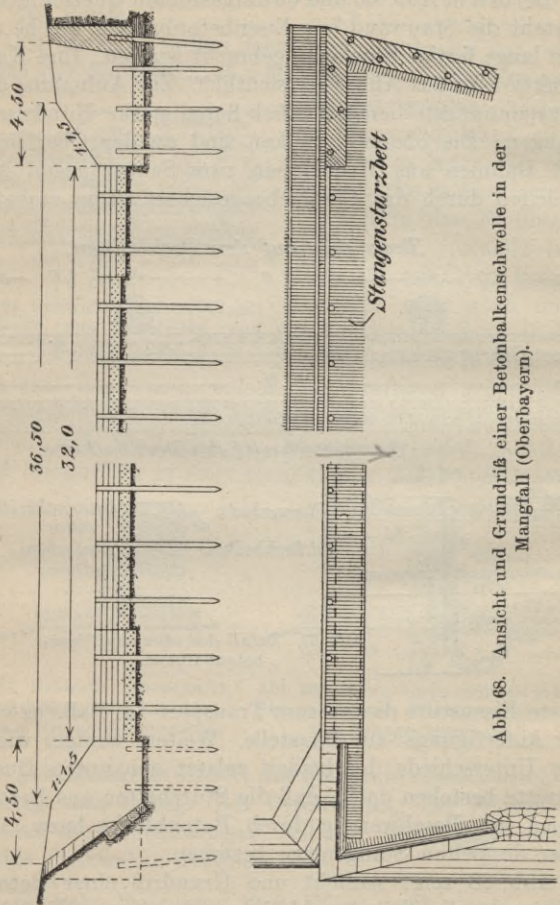 4,50
36,50
4,50
1:1,5
32,0
1:1,5
Stangensturzbett
Abb. 68. Ansicht und Grundriß einer Betonbalkenschwelle in der
Mangfall (Oberbayern).